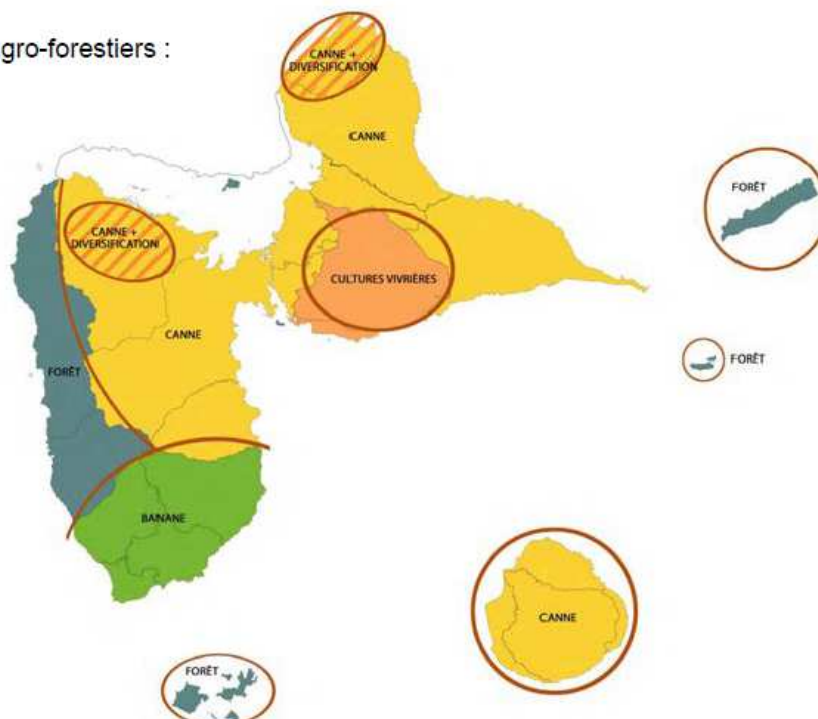 gro-forestiers :
CANNE +
DIVERSIFICATION
CANNE
FORÊT
CANNE +
DIVERSIFICATION
CULTURES VIVRIÈRES
CANNE
FORÊT
FORÊT
BANANE
CANNE
FORÊT